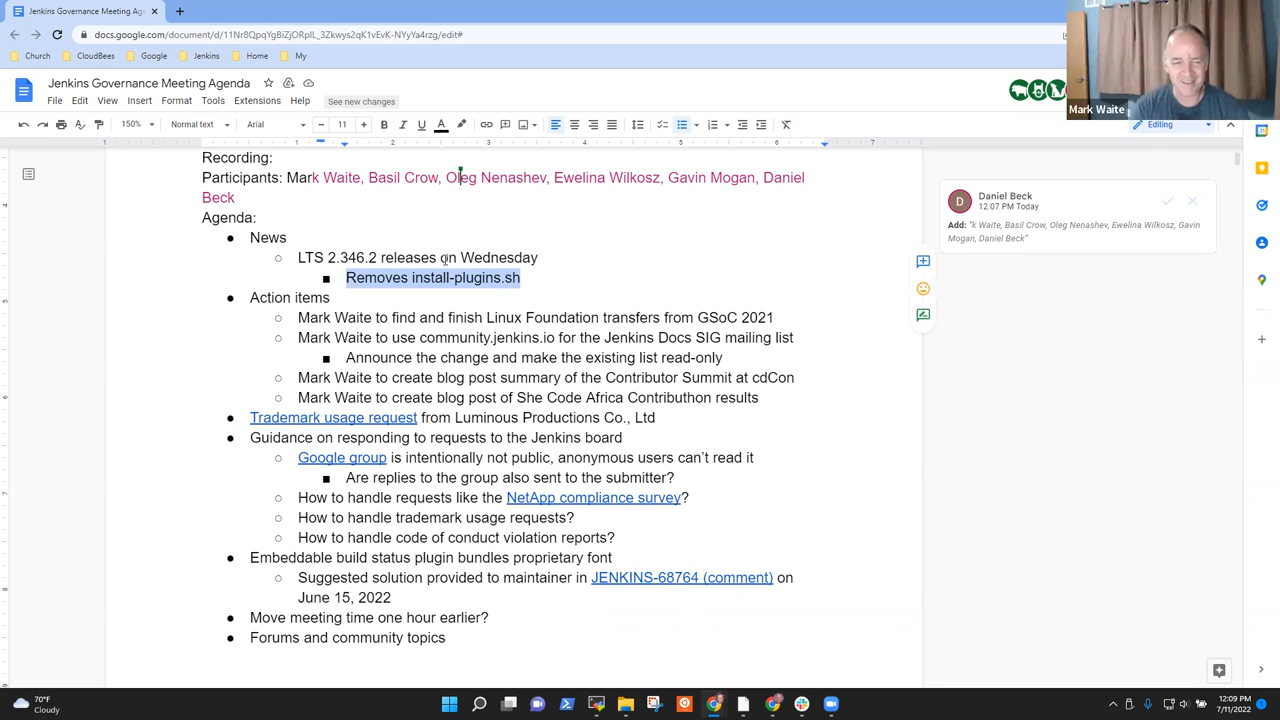 Jenkins Governance Meeting Age
docs.google.com/document/d/11Nr8QpqYgBiZjORpIL_3Zkwys2qK1vEvK-NYyYa4rzg/edit#
Church
CloudBees
Google
Jenkins
Home
My
Jenkins Governance Meeting Agenda
File Edit View Insert Format Tools Extensions Help
See new changes
150%
Normal text
Arial
11
Editing
Mark Waite
1 1 2 3 4 5 6 7
Recording:
Participants: Mark Waite, Basil Crow, Oleg Nenashev, Ewelina Wilkosz, Gavin Mogan, Daniel
Beck
Agenda:
● News
○ LTS 2.346.2 releases on Wednesday
■ Removes install-plugins.sh
● Action items
○ Mark Waite to find and finish Linux Foundation transfers from GSoC 2021
○ Mark Waite to use community.jenkins.io for the Jenkins Docs SIG mailing list
■ Announce the change and make the existing list read-only
○ Mark Waite to create blog post summary of the Contributor Summit at cdCon
○ Mark Waite to create blog post of She Code Africa Contributhon results
● Trademark usage request from Luminous Productions Co., Ltd
● Guidance on responding to requests to the Jenkins board
○ Google group is intentionally not public, anonymous users can’t read it
■ Are replies to the group also sent to the submitter?
○ How to handle requests like the NetApp compliance survey?
○ How to handle trademark usage requests?
○ How to handle code of conduct violation reports?
● Embeddable build status plugin bundles proprietary font
○ Suggested solution provided to maintainer in JENKINS-68764 (comment) on
June 15, 2022
● Move meeting time one hour earlier?
● Forums and community topics
D
Daniel Beck
12:07 PM Today
Add: “k Waite, Basil Crow, Oleg Nenashev, Ewelina Wilkosz, Gavin
Mogan, Daniel Beck”
70°F
Cloudy
12:09 PM
7/11/2022